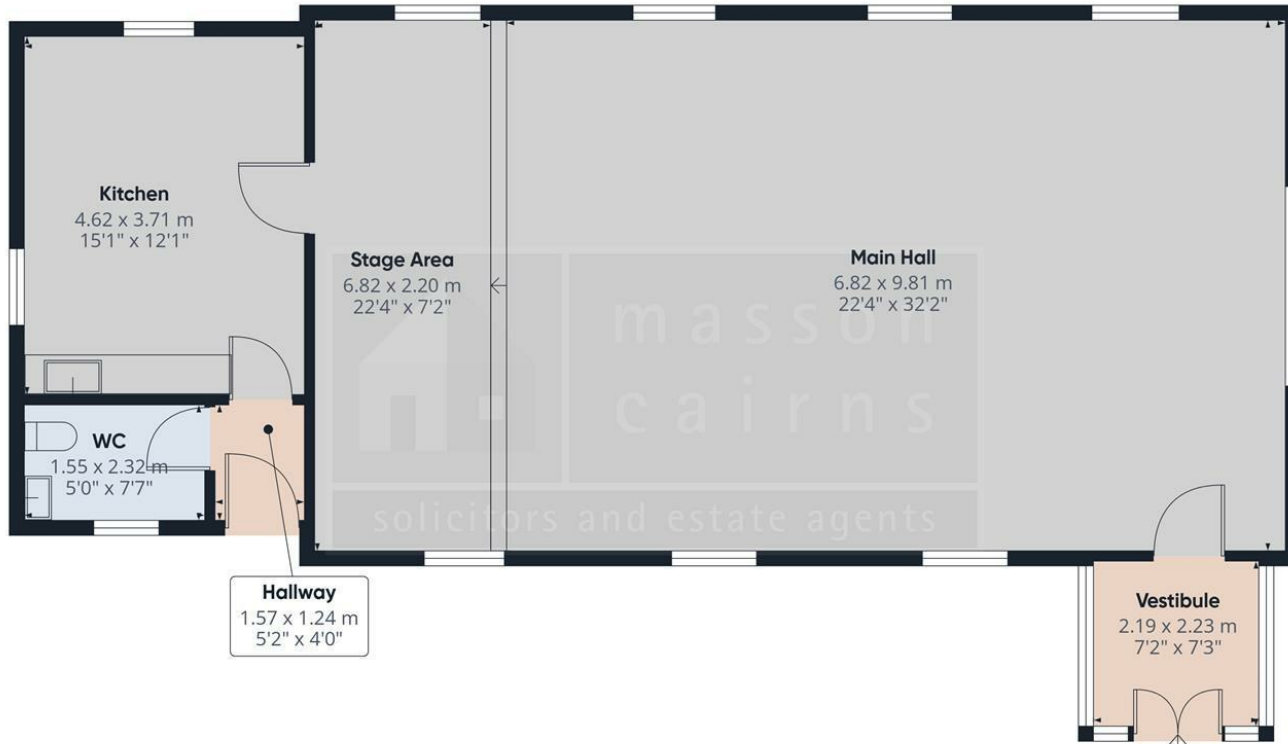 Kitchen
4.62 x 3.71 m
15'1" x 12'1"
Stage Area
6.82 x 2.20 m
22'4" x 7'2"
Main Hall
6.82 x 9.81 m
22'4" x 32'2"
masson
cairns
solicitors and estate agents
WC
1.55 x 2.32 m
5'0" x 7'7"
Hallway
1.57 x 1.24 m
5'2" x 4'0"
Vestibule
2.19 x 2.23 m
7'2" x 7'3"